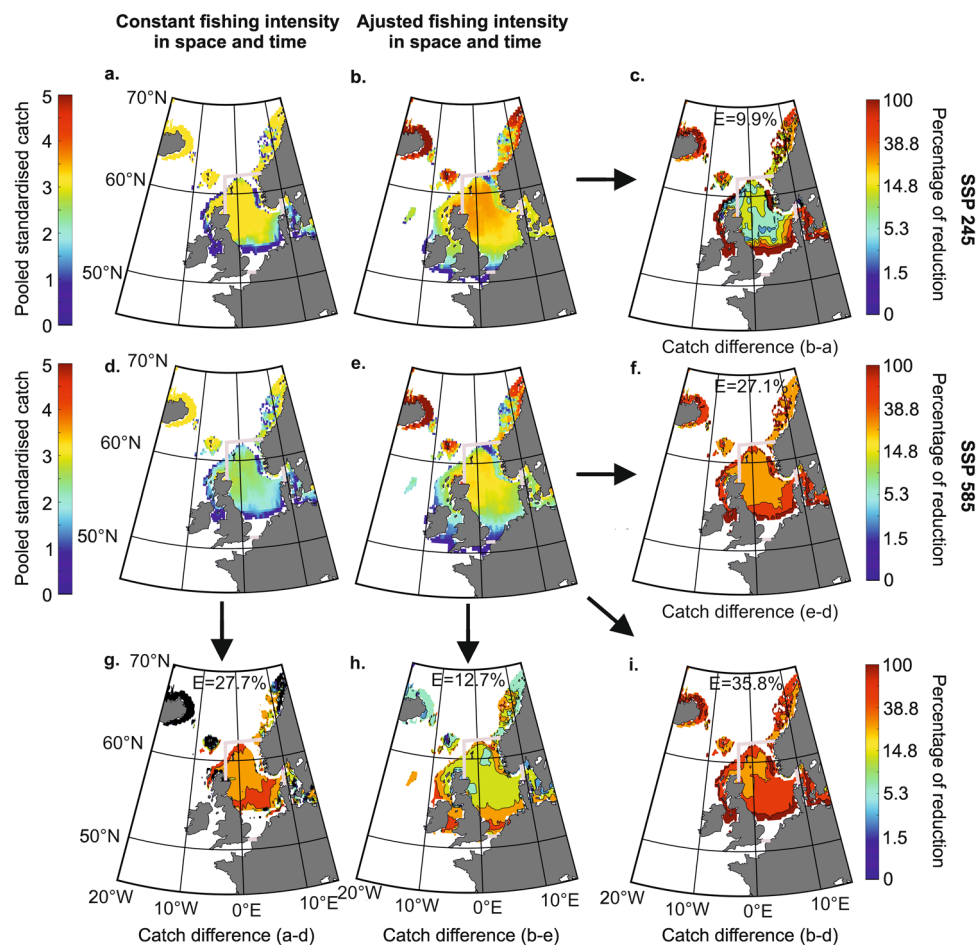 Constant fishing intensity
in space and time
Ajusted fishing intensity
in space and time
a.
b.
c.
70°N
60°N
50°N
Pooled standardised catch
5
4
3
2
1
0
E=9.9%
100
38.8
14.8
5.3
1.5
0
Percentage of reduction
SSP 245
Catch difference (b-a)
d.
e.
f.
70°N
60°N
50°N
Pooled standardised catch
5
4
3
2
1
0
E=27.1%
100
38.8
14.8
5.3
1.5
0
Percentage of reduction
SSP 585
Catch difference (e-d)
g.
h.
i.
70°N
60°N
50°N
E=27.7%
E=12.7%
E=35.8%
100
38.8
14.8
5.3
1.5
0
Percentage of reduction
20°W
10°W
0°E
10°E
20°W
10°W
0°E
10°E
10°W
0°E
10°E
Catch difference (a-d)
Catch difference (b-e)
Catch difference (b-d)